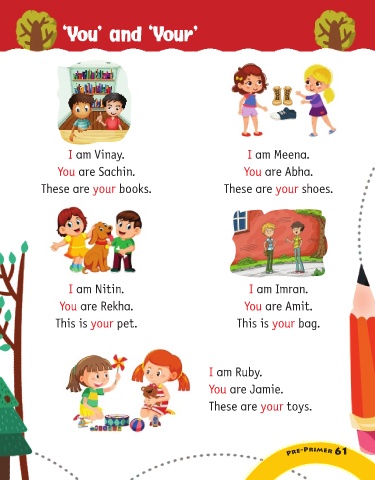 'You' and 'Your'
I am Vinay.
You are Sachin.
These are your books.
I am Meena.
You are Abha.
These are your shoes.
I am Nitin.
You are Rekha.
This is your pet.
I am Imran.
You are Amit.
This is your bag.
I am Ruby.
You are Jamie.
These are your toys.
PRE-PRIMER 61